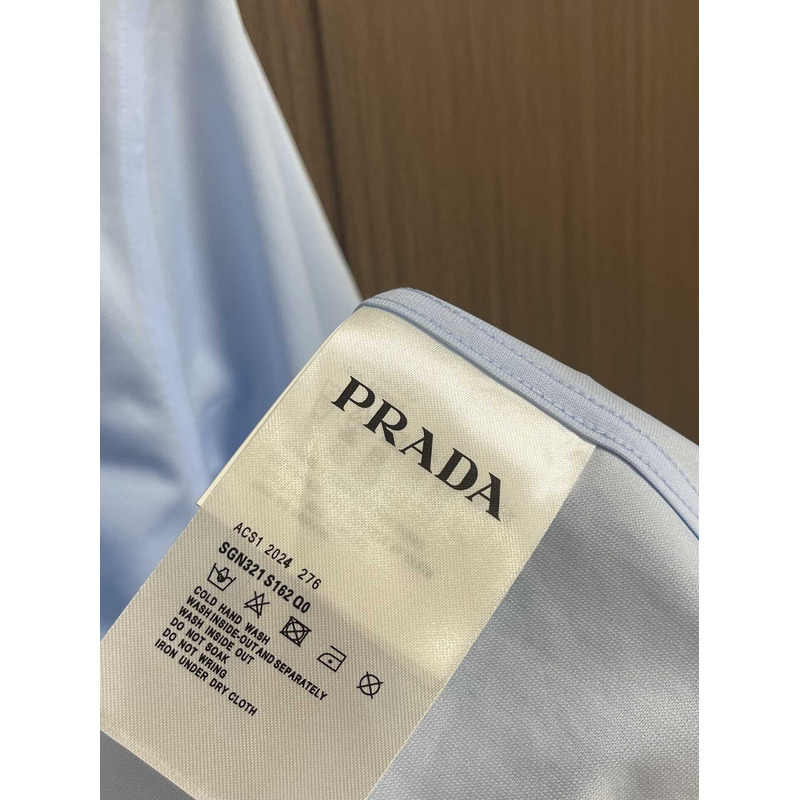 PRADA
ACS1 2024 276
SGN321 S162 Q0
COLD HAND WASH
WASH INSIDE-OUT AND SEPARATELY
WASH INSIDE OUT
DO NOT SOAK
DO NOT WRING
IRON UNDER DRY CLOTH